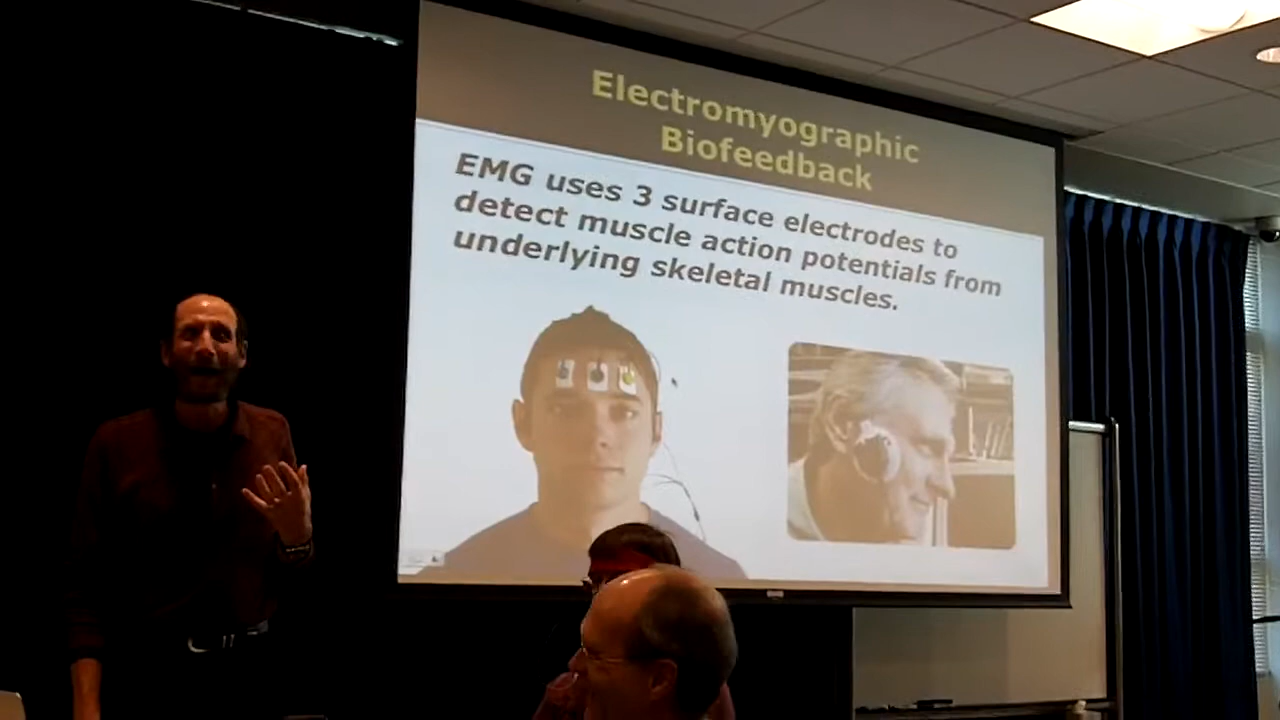 Electromyographic
Biofeedback
EMG uses 3 surface electrodes to
detect muscle action potentials from
underlying skeletal muscles.